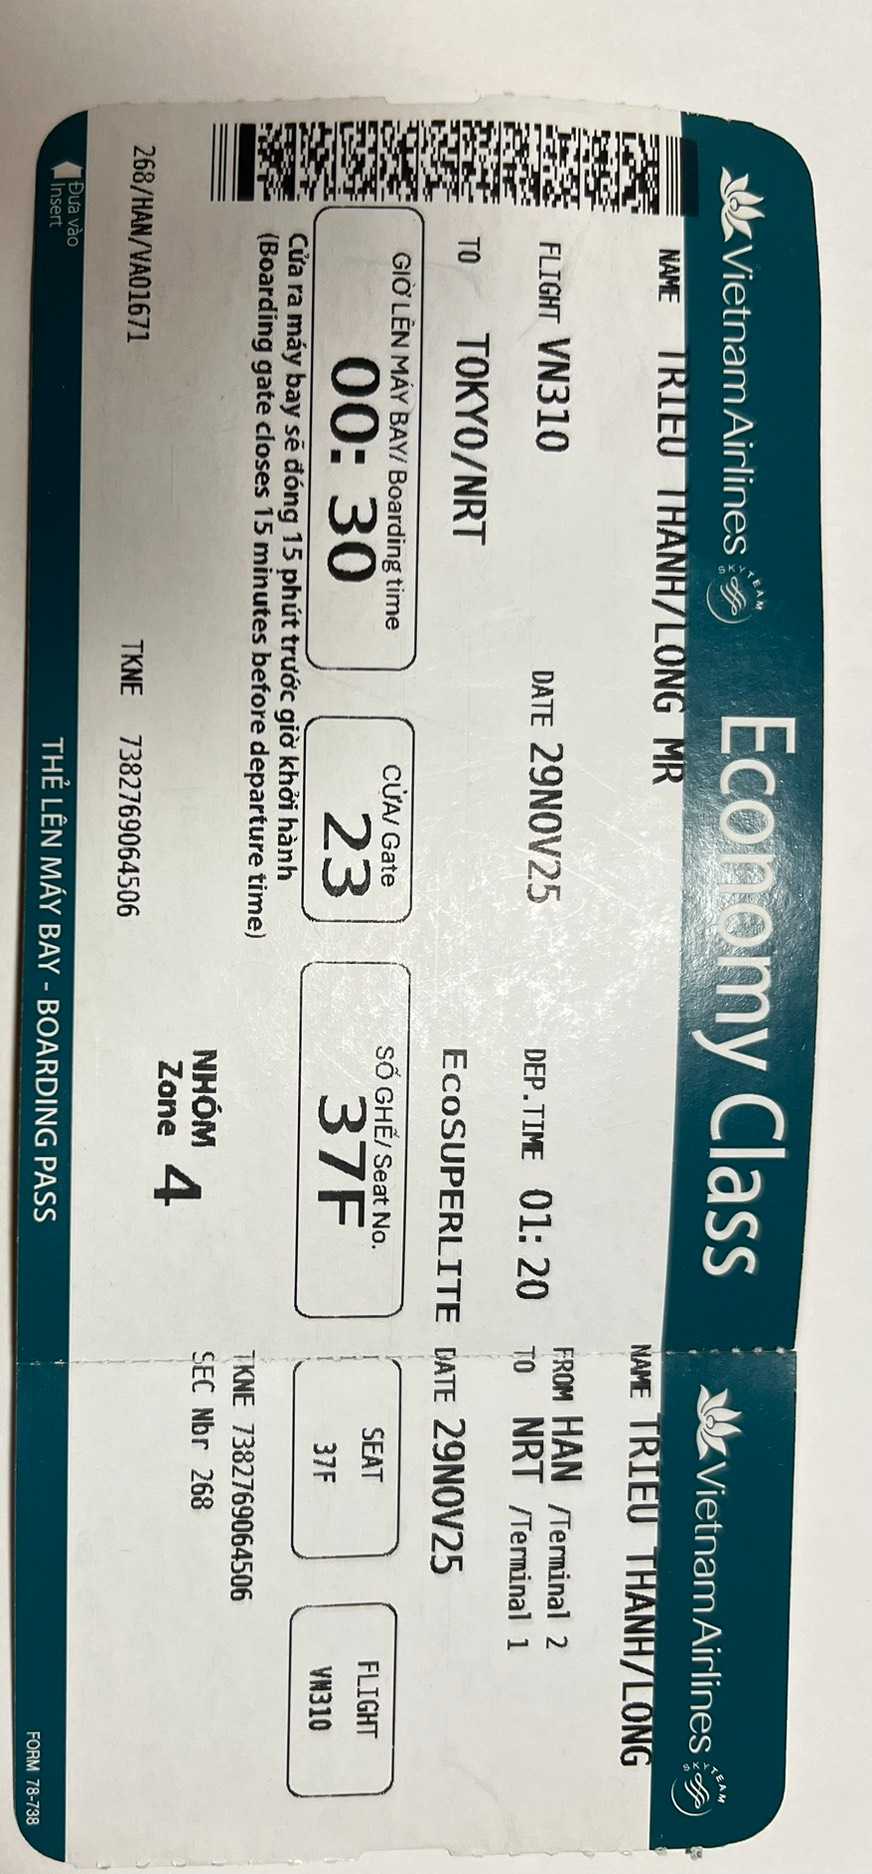 Vietnam Airlines SKYTEAM Economy Class
NAME TRIEU THANH/LONG MR
FLIGHT VN310 DATE 29NOV25 DEP.TIME 01:20
TO TOKYO/NRT EcoSUPERLITE
GIỜ LÊN MÁY BAY/ Boarding time
00:30
CỬA/ Gate
23
SỐ GHẾ/ Seat No.
37F
Cửa ra máy bay sẽ đóng 15 phút trước giờ khởi hành
(Boarding gate closes 15 minutes before departure time)
NHÓM
Zone 4
268/HAN/VA01671 TKNE 7382769064506
Đưa vào
Insert
THẺ LÊN MÁY BAY - BOARDING PASS
Vietnam Airlines SKYTEAM
NAME TRIEU THANH/LONG
FROM HAN /Terminal 2
TO NRT /Terminal 1
DATE 29NOV25
SEAT
37F
FLIGHT
VN310
TKNE 7382769064506
SEC Nbr 268
FORM 78-738